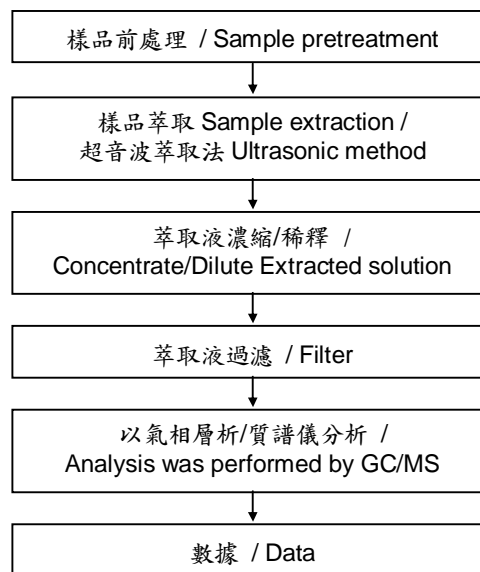 樣品前處理 / Sample pretreatment
樣品萃取 Sample extraction /
超音波萃取法 Ultrasonic method
萃取液濃縮/稀釋 /
Concentrate/Dilute Extracted solution
萃取液過濾 / Filter
以氣相層析/質譜儀分析 /
Analysis was performed by GC/MS
數據 / Data